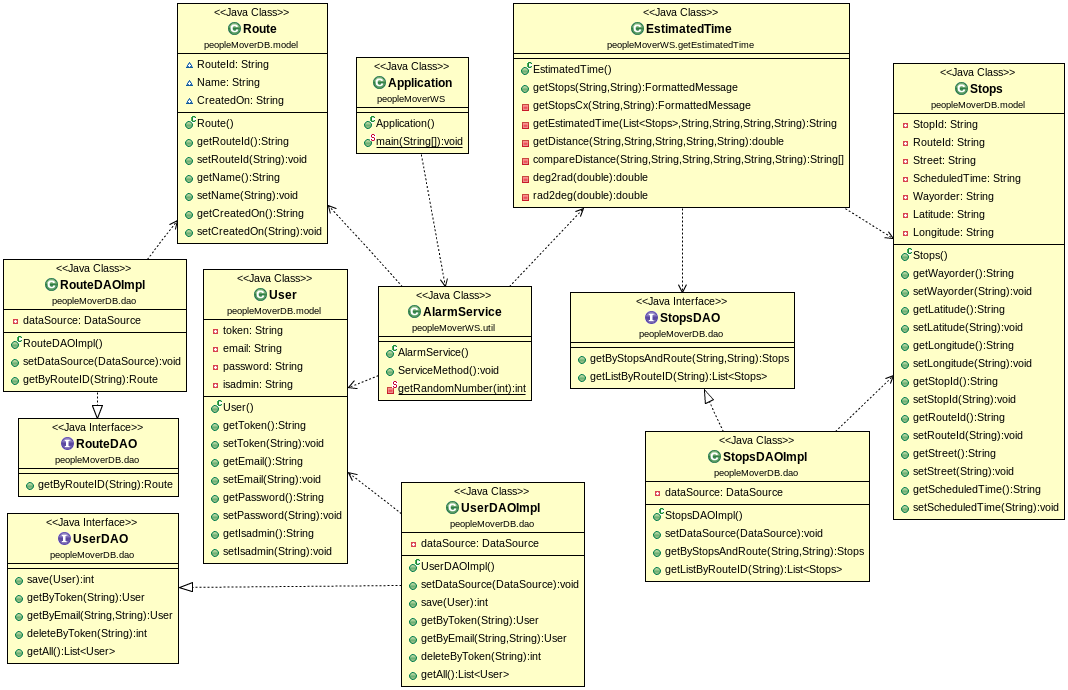 <<Java Class>>
Route
peopleMoverDB.model
RouteId: String
Name: String
CreatedOn: String
Route()
getRouteId():String
setRouteId(String):void
getName():String
setName(String):void
getCreatedOn():String
setCreatedOn(String):void
<<Java Class>>
Application
peopleMoverWS
Application()
main(String[]):void
<<Java Class>>
EstimatedTime
peopleMoverWS.getEstimatedTime
EstimatedTime()
getStops(String,String):FormattedMessage
getStopsCx(String,String):FormattedMessage
getEstimatedTime(List<Stops>,String,String,String,String):String
getDistance(String,String,String,String):double
compareDistance(String,String,String,String,String,String):String[]
deg2rad(double):double
rad2deg(double):double
<<Java Class>>
Stops
peopleMoverDB.model
StopId: String
RouteId: String
Street: String
ScheduledTime: String
Wayorder: String
Latitude: String
Longitude: String
Stops()
getWayorder():String
setWayorder(String):void
getLatitude():String
setLatitude(String):void
getLongitude():String
setLongitude(String):void
getStopId():String
setStopId(String):void
getRouteId():String
setRouteId(String):void
getStreet():String
setStreet(String):void
getScheduledTime():String
setScheduledTime(String):void
<<Java Class>>
RouteDAOImpl
peopleMoverDB.dao
dataSource: DataSource
RouteDAOImpl()
setDataSource(DataSource):void
getByRouteID(String):Route
<<Java Class>>
User
peopleMoverDB.model
token: String
email: String
password: String
isadmin: String
User()
getToken():String
setToken(String):void
getEmail():String
setEmail(String):void
getPassword():String
setPassword(String):void
getIsadmin():String
setIsadmin(String):void
<<Java Class>>
AlarmService
peopleMoverWS.util
AlarmService()
ServiceMethod():void
getRandomNumber(int):int
<<Java Interface>>
StopsDAO
peopleMoverDB.dao
getByStopsAndRoute(String,String):Stops
getListByRouteID(String):List<Stops>
<<Java Interface>>
RouteDAO
peopleMoverDB.dao
getByRouteID(String):Route
<<Java Class>>
StopsDAOImpl
peopleMoverDB.dao
dataSource: DataSource
StopsDAOImpl()
setDataSource(DataSource):void
getByStopsAndRoute(String,String):Stops
getListByRouteID(String):List<Stops>
<<Java Interface>>
UserDAO
peopleMoverDB.dao
save(User):int
getByToken(String):User
getByEmail(String,String):User
deleteByToken(String):int
getAll():List<User>
<<Java Class>>
UserDAOImpl
peopleMoverDB.dao
dataSource: DataSource
UserDAOImpl()
setDataSource(DataSource):void
save(User):int
getByToken(String):User
getByEmail(String,String):User
deleteByToken(String):int
getAll():List<User>